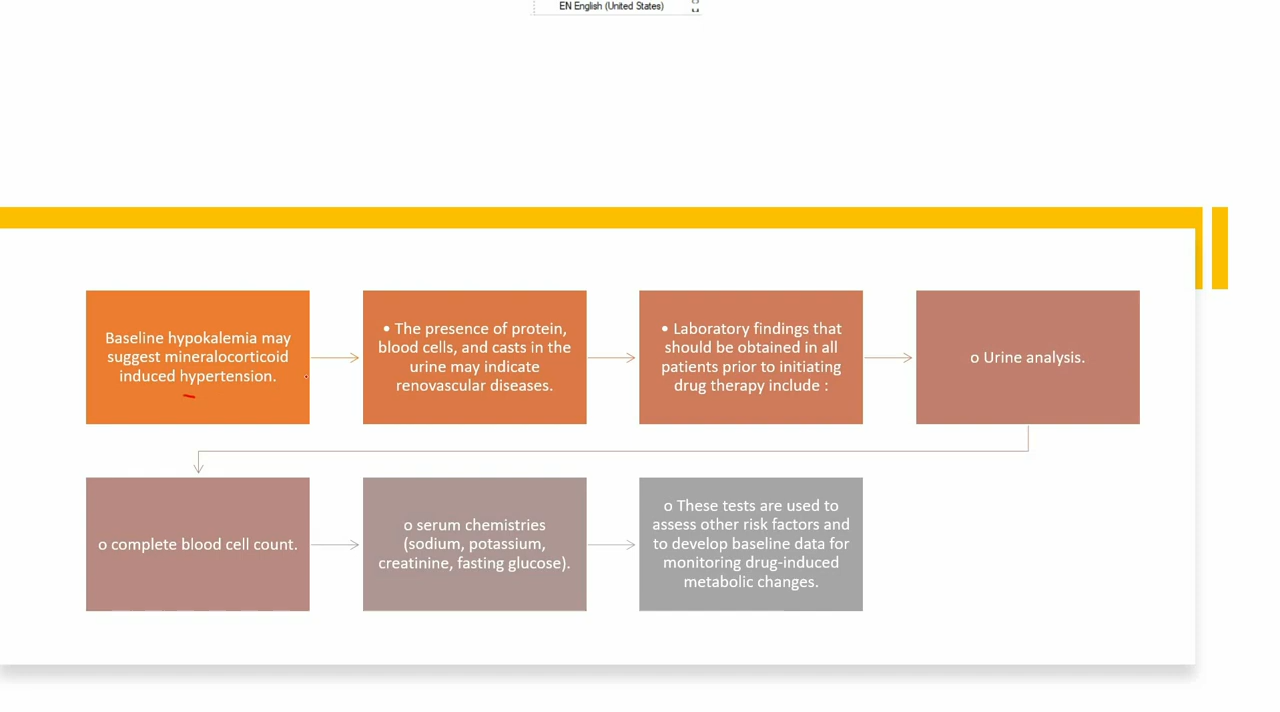 EN English (United States)
Baseline hypokalemia may
suggest mineralocorticoid
induced hypertension.
• The presence of protein,
blood cells, and casts in the
urine may indicate
renovascular diseases.
• Laboratory findings that
should be obtained in all
patients prior to initiating
drug therapy include :
o Urine analysis.
o complete blood cell count.
o serum chemistries
(sodium, potassium,
creatinine, fasting glucose).
o These tests are used to
assess other risk factors and
to develop baseline data for
monitoring drug-induced
metabolic changes.